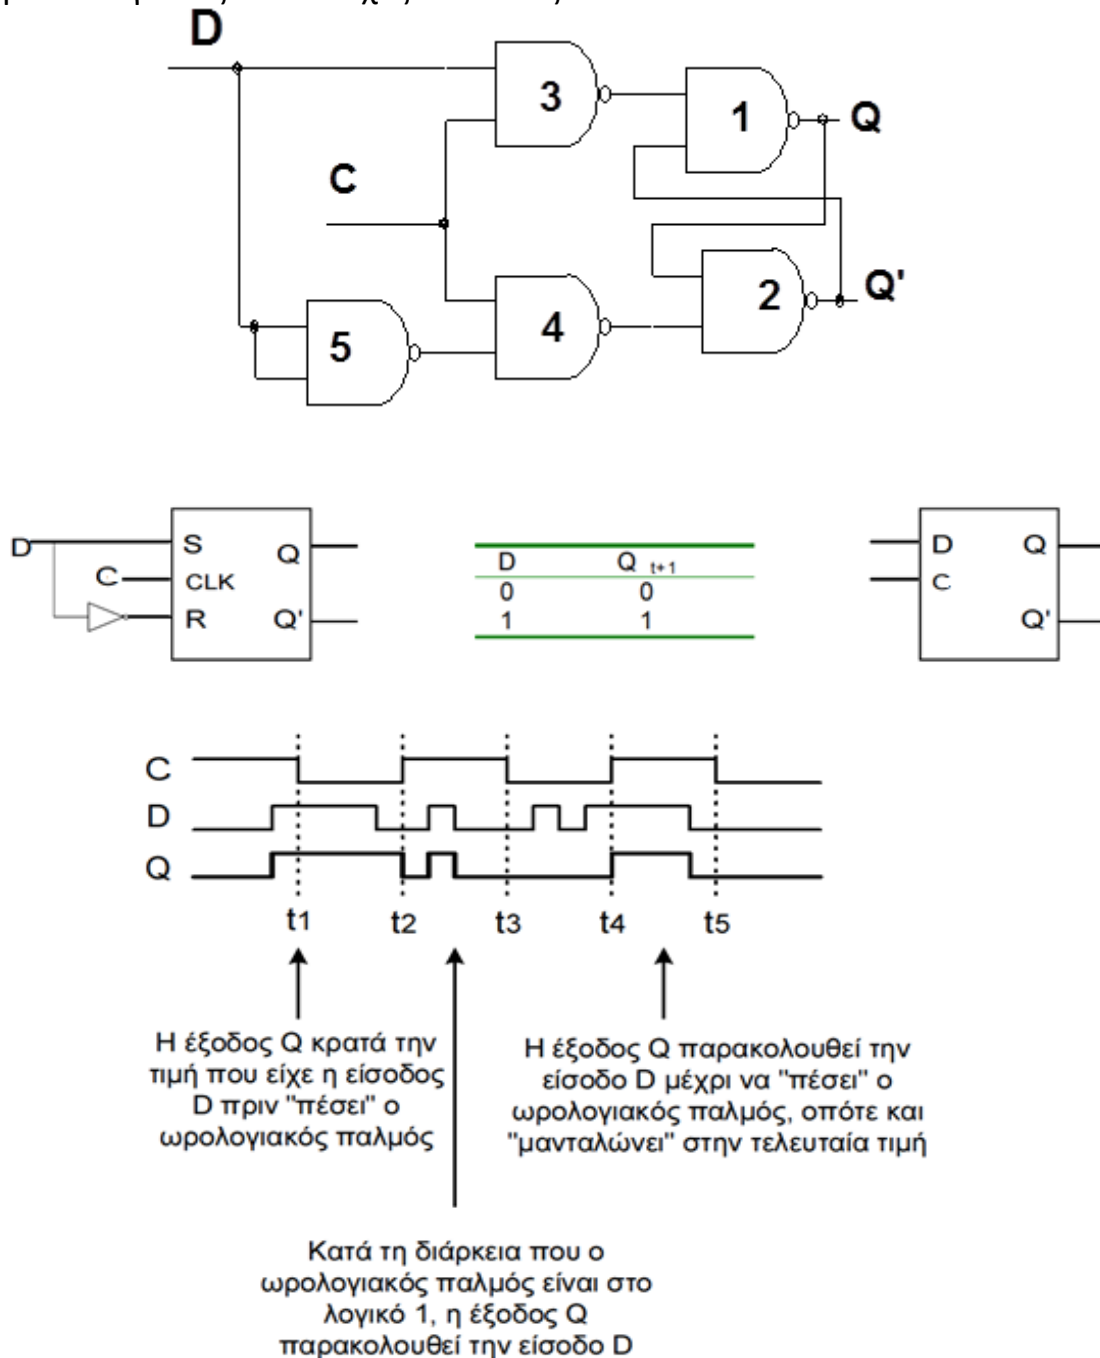 D
3
1
Q
C
2
Q'
4
5
D
S
Q
C
CLK
R
Q'
D Q t+1
0 0
1 1
D
Q
C
Q'
C
D
Q
t1 t2 t3 t4 t5
Η έξοδος Q κρατά την
τιμή που είχε η είσοδος
D πριν "πέσει" ο
ωρολογιακός παλμός
Η έξοδος Q παρακολουθεί την
είσοδο D μέχρι να "πέσει" ο
ωρολογιακός παλμός, οπότε και
"μανταλώνει" στην τελευταία τιμή
Κατά τη διάρκεια που ο
ωρολογιακός παλμός είναι στο
λογικό 1, η έξοδος Q
παρακολουθεί την είσοδο D